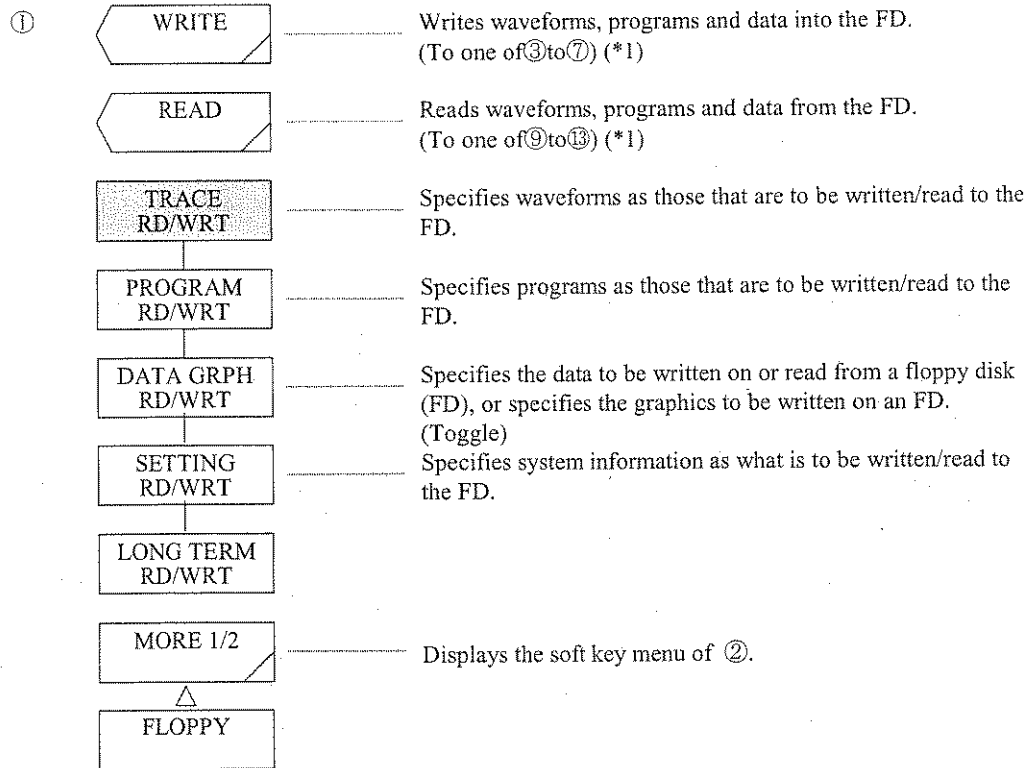 ①
WRITE
Writes waveforms, programs and data into the FD.
(To one of③to⑦) (*1)
READ
Reads waveforms, programs and data from the FD.
(To one of⑨to⑬) (*1)
TRACE
RD/WRT
Specifies waveforms as those that are to be written/read to the
FD.
PROGRAM
RD/WRT
Specifies programs as those that are to be written/read to the
FD.
DATA GRPH
RD/WRT
Specifies the data to be written on or read from a floppy disk
(FD), or specifies the graphics to be written on an FD.
(Toggle)
SETTING
RD/WRT
Specifies system information as what is to be written/read to
the FD.
LONG TERM
RD/WRT
MORE 1/2
Displays the soft key menu of ②.
FLOPPY